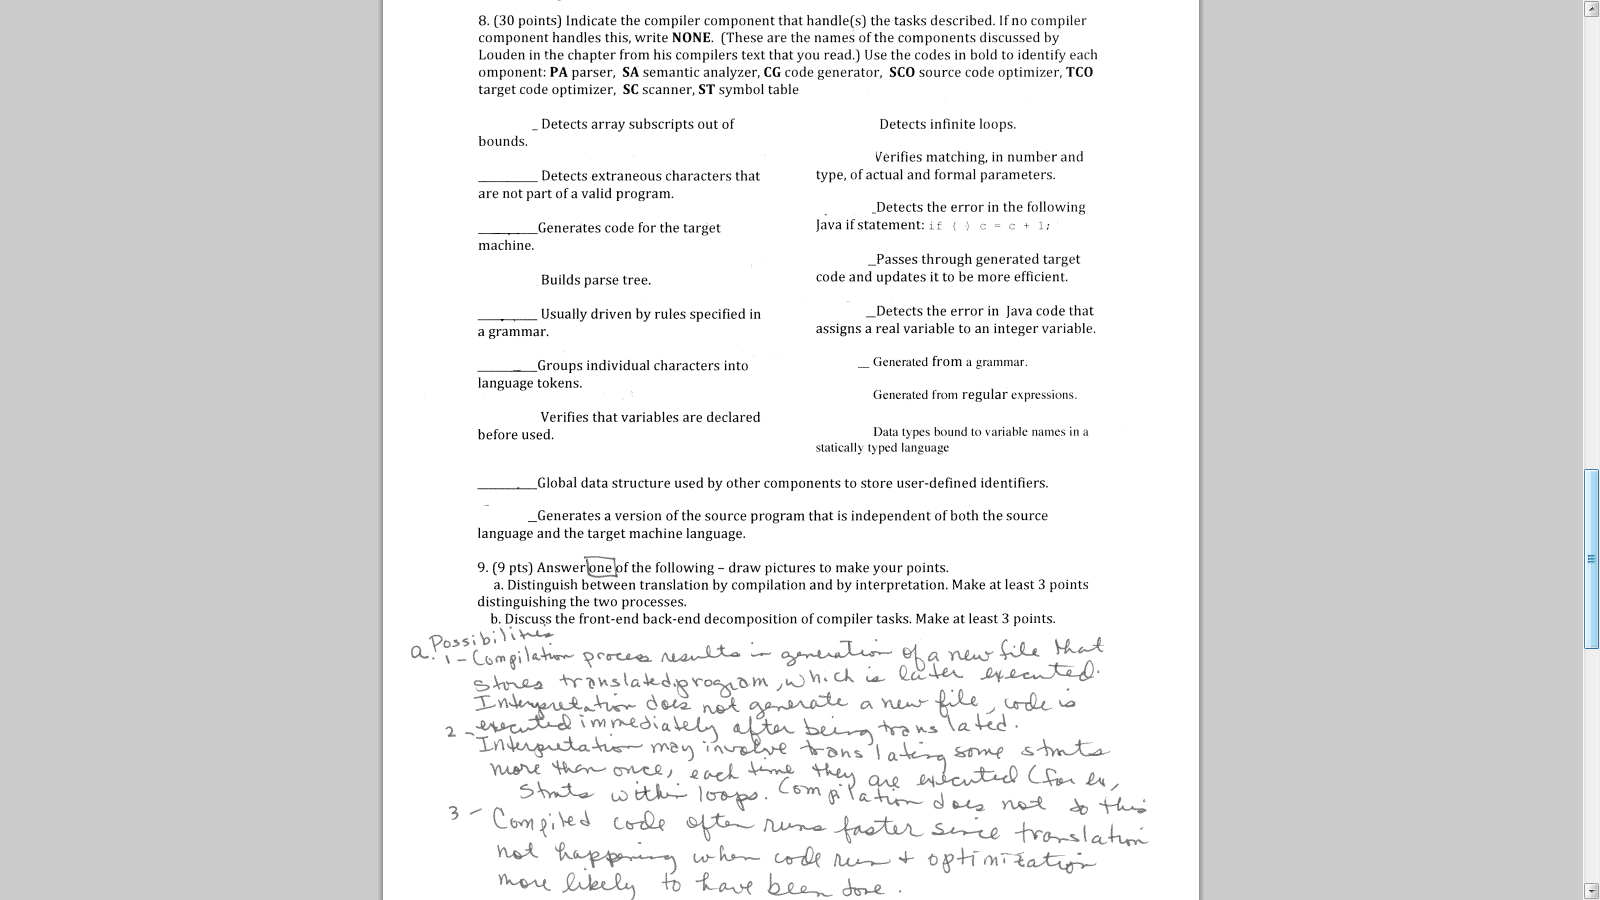 8. (30 points) Indicate the compiler component that handle(s) the tasks described. If no compiler
component handles this, write NONE. (These are the names of the components discussed by
Louden in the chapter from his compilers text that you read.) Use the codes in bold to identify each
omponent: PA parser, SA semantic analyzer, CG code generator, SCO source code optimizer, TCO
target code optimizer, SC scanner, ST symbol table
_ Detects array subscripts out of
bounds.
_________ Detects extraneous characters that
are not part of a valid program.
_________Generates code for the target
machine.
Builds parse tree.
_________ Usually driven by rules specified in
a grammar.
_________Groups individual characters into
language tokens.
Verifies that variables are declared
before used.
Detects infinite loops.
Verifies matching, in number and
type, of actual and formal parameters.
_Detects the error in the following
Java if statement: if ( ) c = c + 1;
_Passes through generated target
code and updates it to be more efficient.
_Detects the error in Java code that
assigns a real variable to an integer variable.
__ Generated from a grammar.
Generated from regular expressions.
Data types bound to variable names in a
statically typed language
_________Global data structure used by other components to store user-defined identifiers.
_Generates a version of the source program that is independent of both the source
language and the target machine language.
9. (9 pts) Answer one of the following – draw pictures to make your points.
a. Distinguish between translation by compilation and by interpretation. Make at least 3 points
distinguishing the two processes.
b. Discuss the front-end back-end decomposition of compiler tasks. Make at least 3 points.
a. Possibilities
1 - Compilation process results in generation of a new file that
stores translated program, which is later executed.
Interpretation does not generate a new file, code is
executed immediately after being translated.
2 - Interpretation may involve translating some stmts
more than once, each time they are executed (for ex,
stmts within loops. Compilation does not do this
3 - Compiled code often runs faster since translation
not happening when code run + optimization
more likely to have been done.